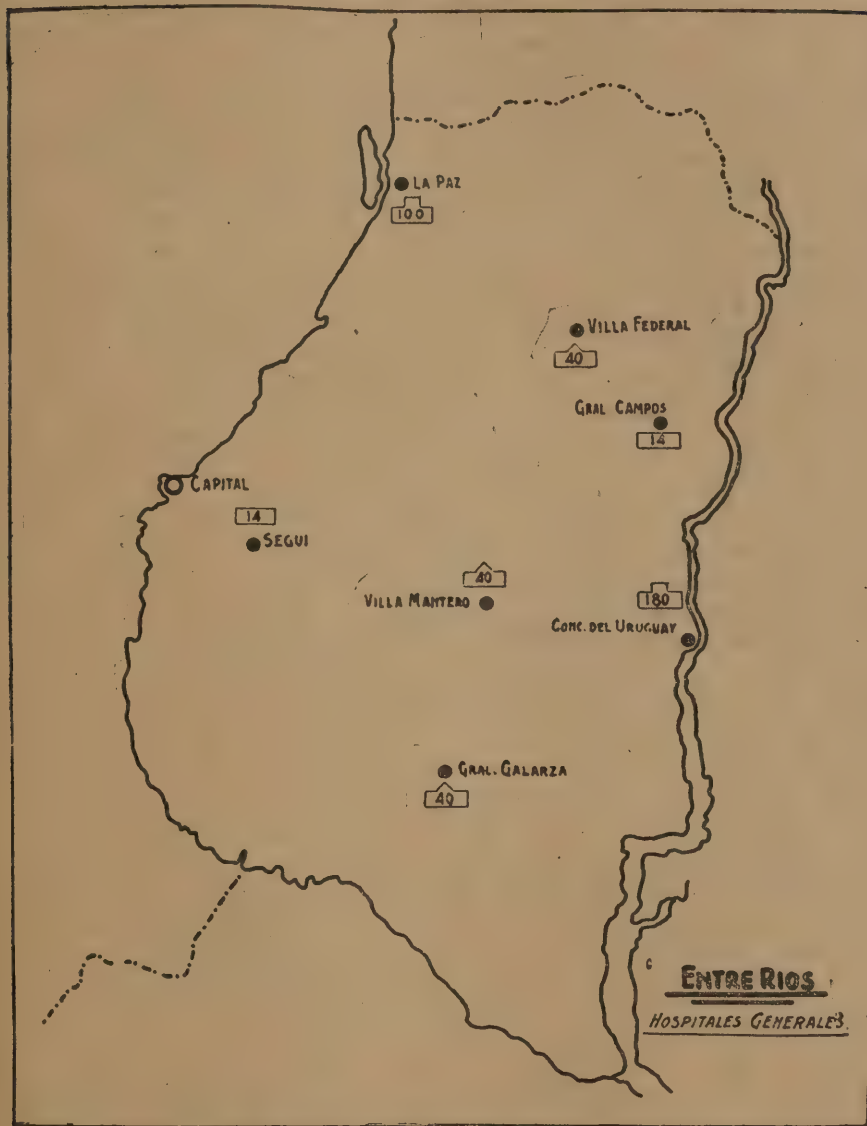 LA PAZ
100
VILLA FEDERAL
40
GRAL CAMPOS
14
CAPITAL
14
SEGUI
40
VILLA MANTERO
180
CONC. DEL URUGUAY
GRAL. GALARZA
40
ENTRE RIOS
HOSPITALES GENERALES.